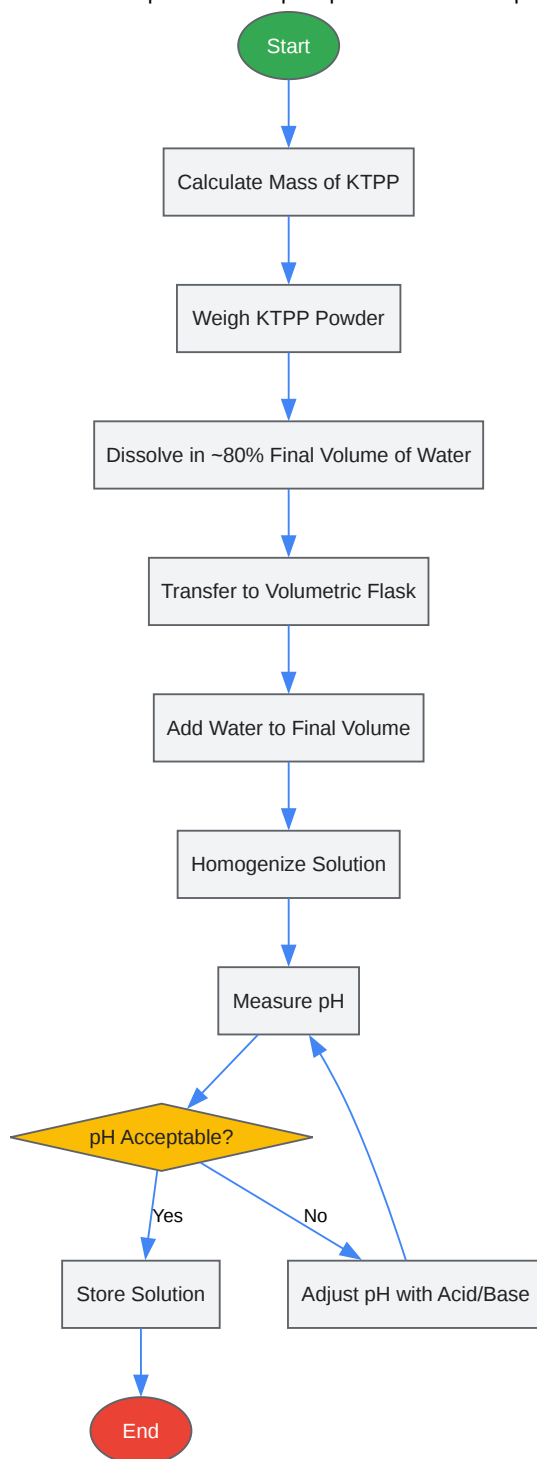 Start
Calculate Mass of KTPP
Weigh KTPP Powder
Dissolve in ~80% Final Volume of Water
Transfer to Volumetric Flask
Add Water to Final Volume
Homogenize Solution
Measure pH
pH Acceptable?
Yes
No
Store Solution
Adjust pH with Acid/Base
End